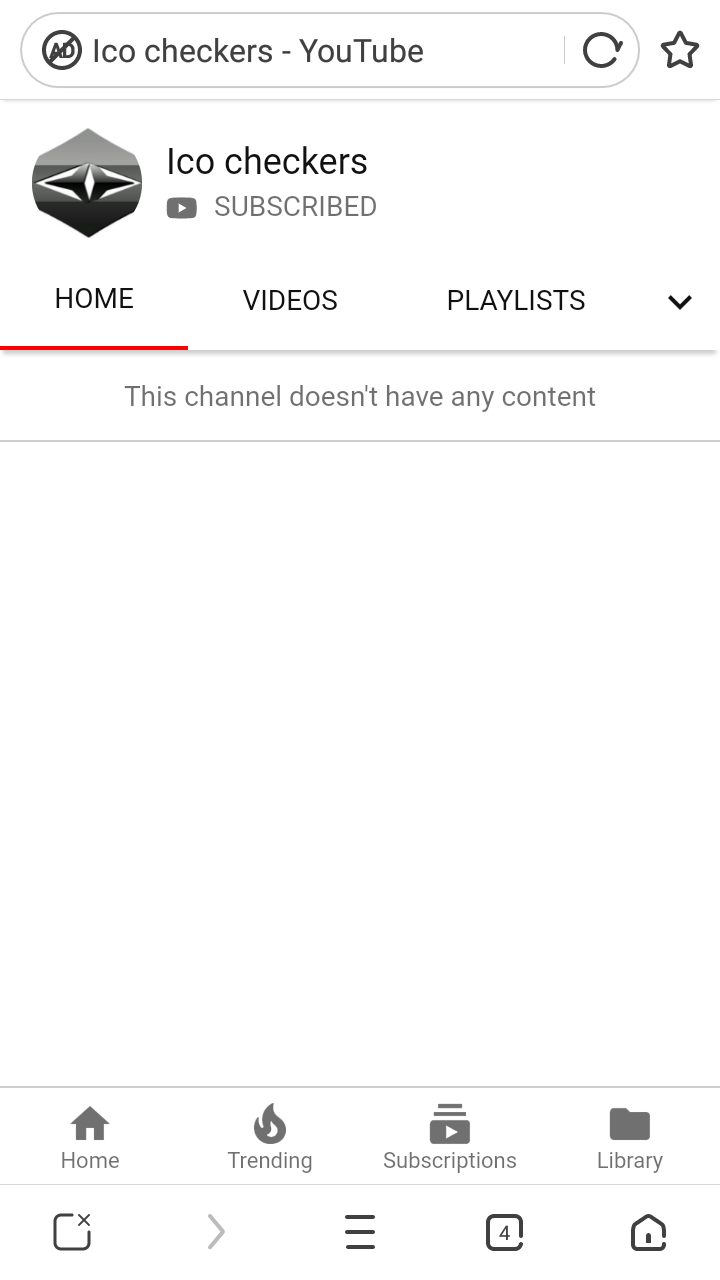 AD Ico checkers - YouTube
Ico checkers
SUBSCRIBED
HOME VIDEOS PLAYLISTS
This channel doesn't have any content
Home Trending Subscriptions Library
4